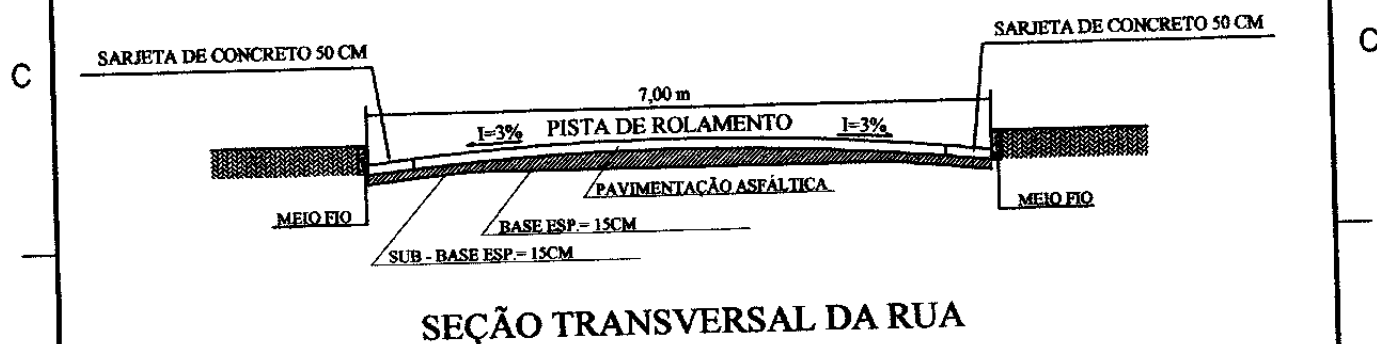 SARJETA DE CONCRETO 50 CM
SARJETA DE CONCRETO 50 CM
C
C
7,00 m
I=3%
PISTA DE ROLAMENTO
I=3%
PAVIMENTAÇÃO ASFÁLTICA
MEIO FIO
MEIO FIO
BASE ESP.= 15CM
SUB - BASE ESP.= 15CM
SEÇÃO TRANSVERSAL DA RUA